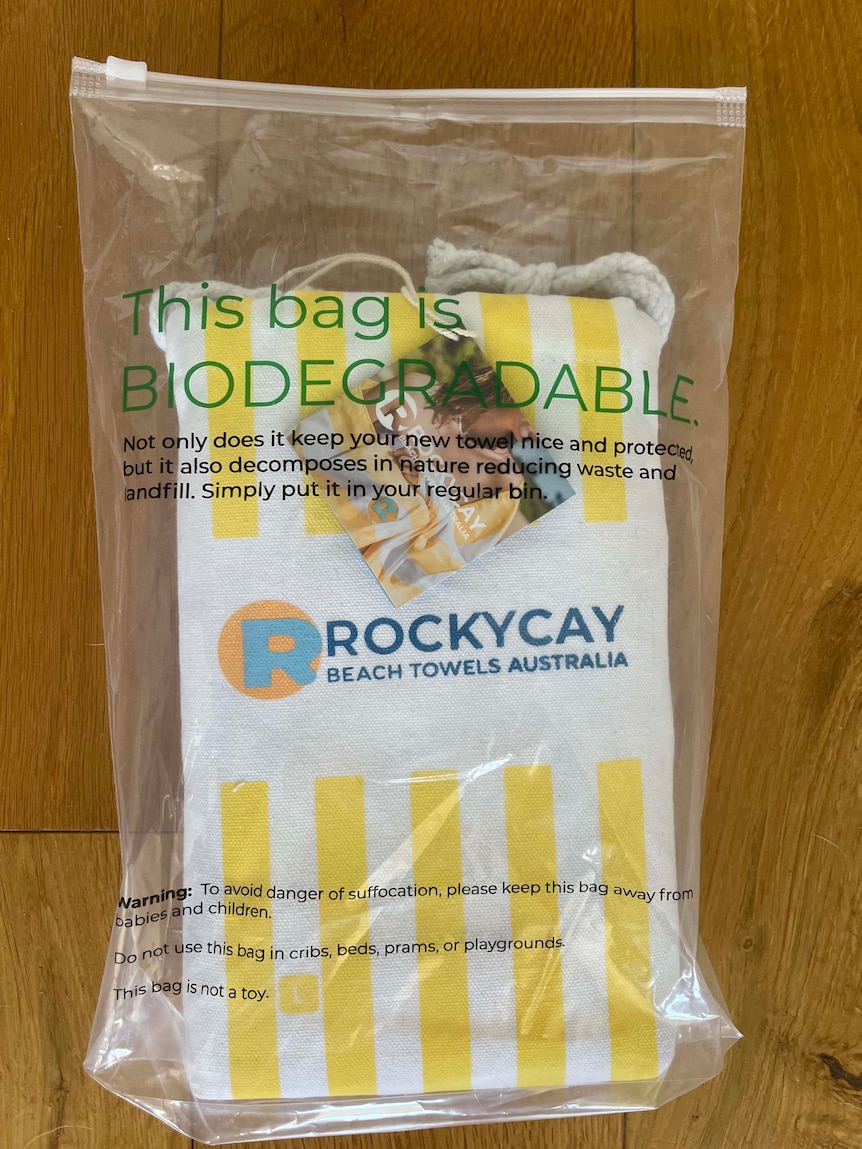 This bag is
BIODEGRADABLE.
Not only does it keep your new towel nice and protected,
but it also decomposes in nature reducing waste and
landfill. Simply put it in your regular bin.
R ROCKYCAY
BEACH TOWELS AUSTRALIA
Warning: To avoid danger of suffocation, please keep this bag away from
babies and children.
Do not use this bag in cribs, beds, prams, or playgrounds.
This bag is not a toy.
L